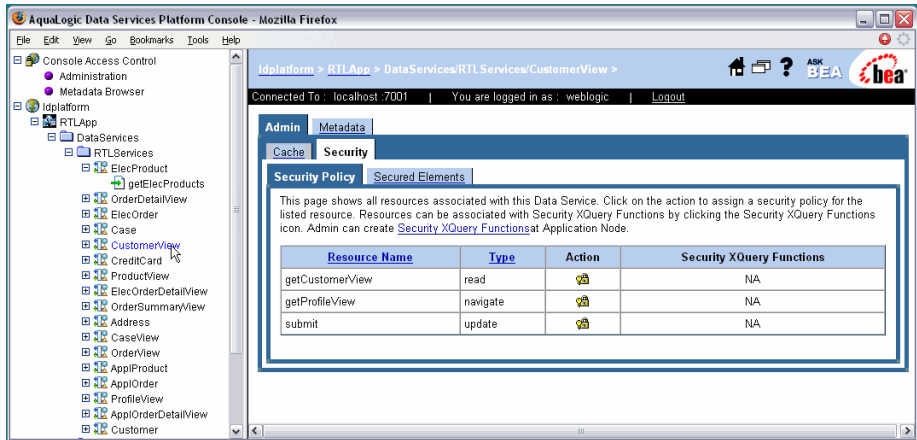 AquaLogic Data Services Platform Console - Mozilla Firefox
File Edit View Go Bookmarks Tools Help
Console Access Control
Administration
Metadata Browser
ldplatform
RTLApp
DataServices
RTLServices
ElecProduct
getElecProducts
OrderDetailView
ElecOrder
Case
CustomerView
CreditCard
ProductView
ElecOrderDetailView
OrderSummaryView
Address
CaseView
OrderView
ApplProduct
ApplOrder
ProfileView
ApplOrderDetailView
Customer
ldplatform > RTLApp > DataServices/RTLServices/CustomerView >
? ASK BEA bea
Connected To : localhost :7001 | You are logged in as : weblogic | Logout
Admin Metadata
Cache Security
Security Policy Secured Elements
This page shows all resources associated with this Data Service. Click on the action to assign a security policy for the
listed resource. Resources can be associated with Security XQuery Functions by clicking the Security XQuery Functions
icon. Admin can create Security XQuery Functionsat Application Node.
Resource Name Type Action Security XQuery Functions
getCustomerView read NA
getProfileView navigate NA
submit update NA